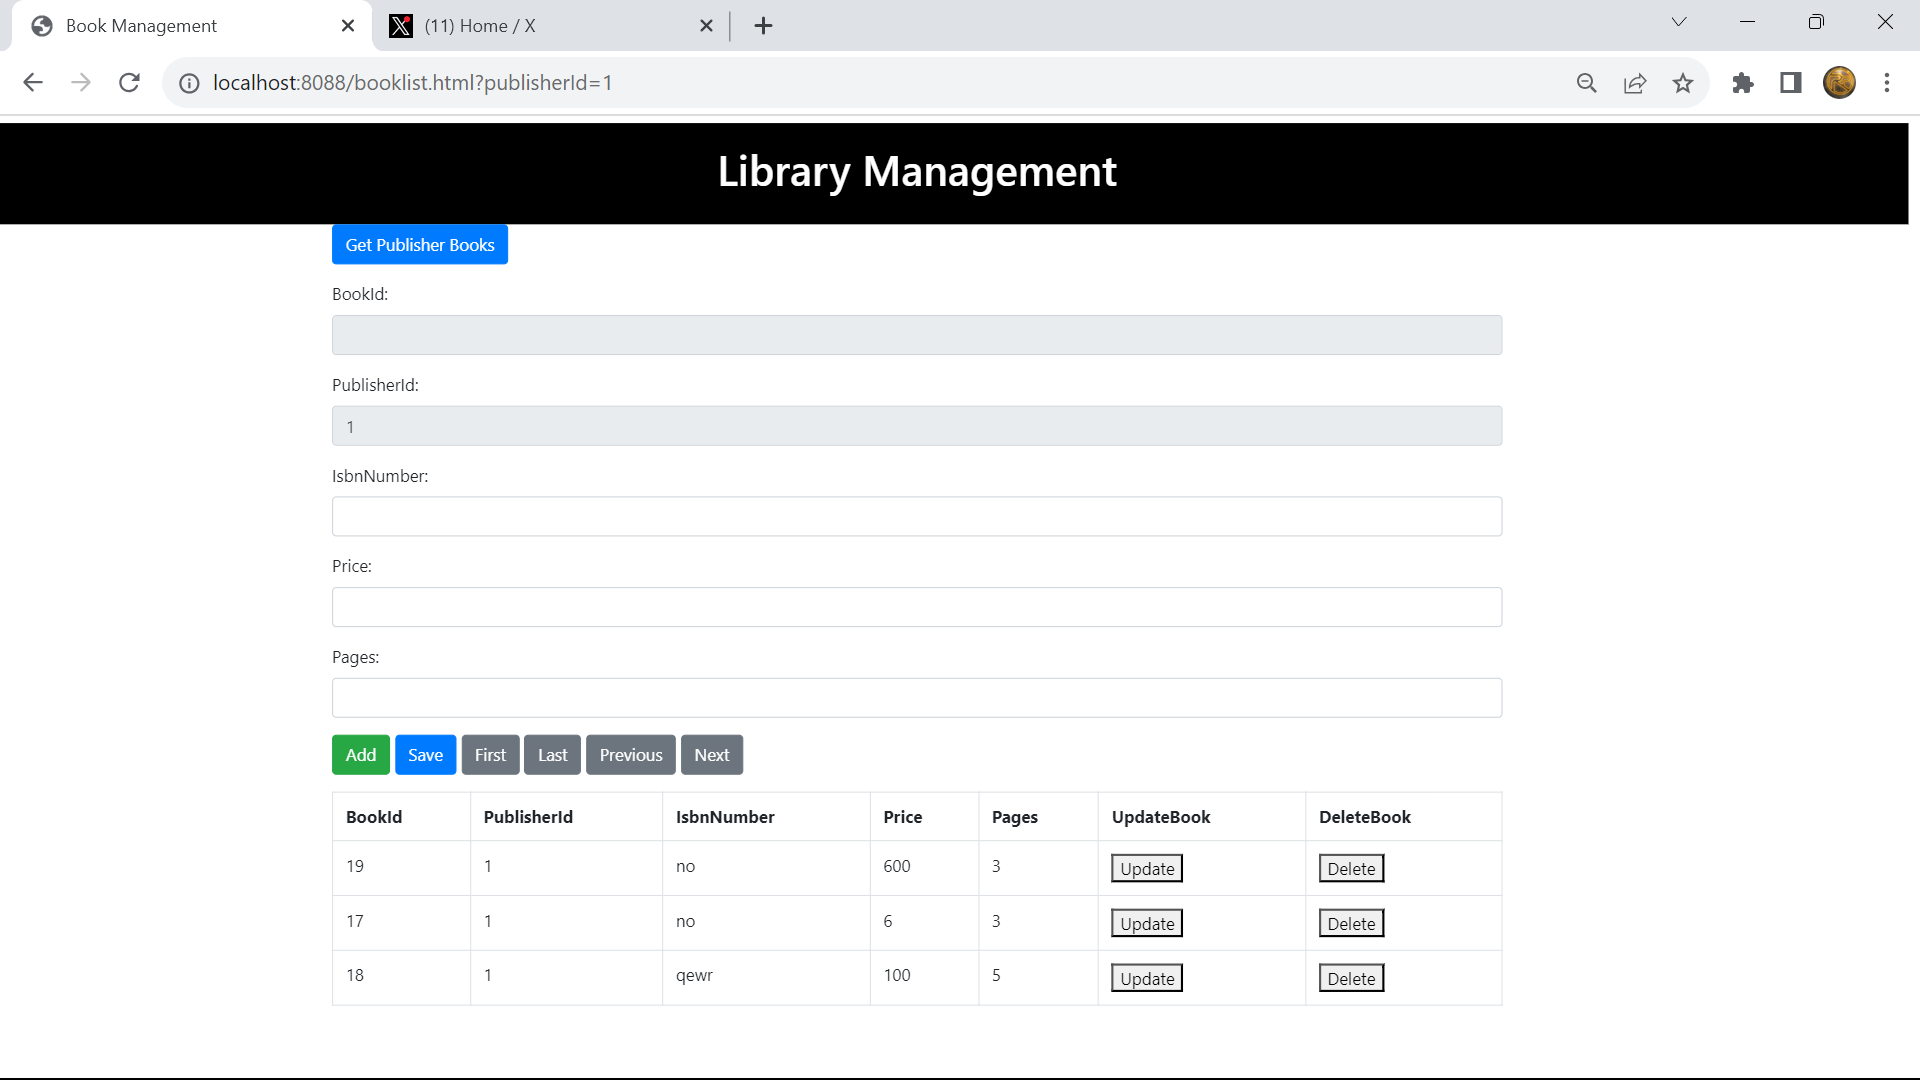 Book Management
(11) Home / X
localhost:8088/booklist.html?publisherId=1
Library Management
Get Publisher Books
BookId:
PublisherId:
1
IsbnNumber:
Price:
Pages:
Add Save First Last Previous Next
BookId PublisherId IsbnNumber Price Pages UpdateBook DeleteBook
19 1 no 600 3 Update Delete
17 1 no 6 3 Update Delete
18 1 qewr 100 5 Update Delete